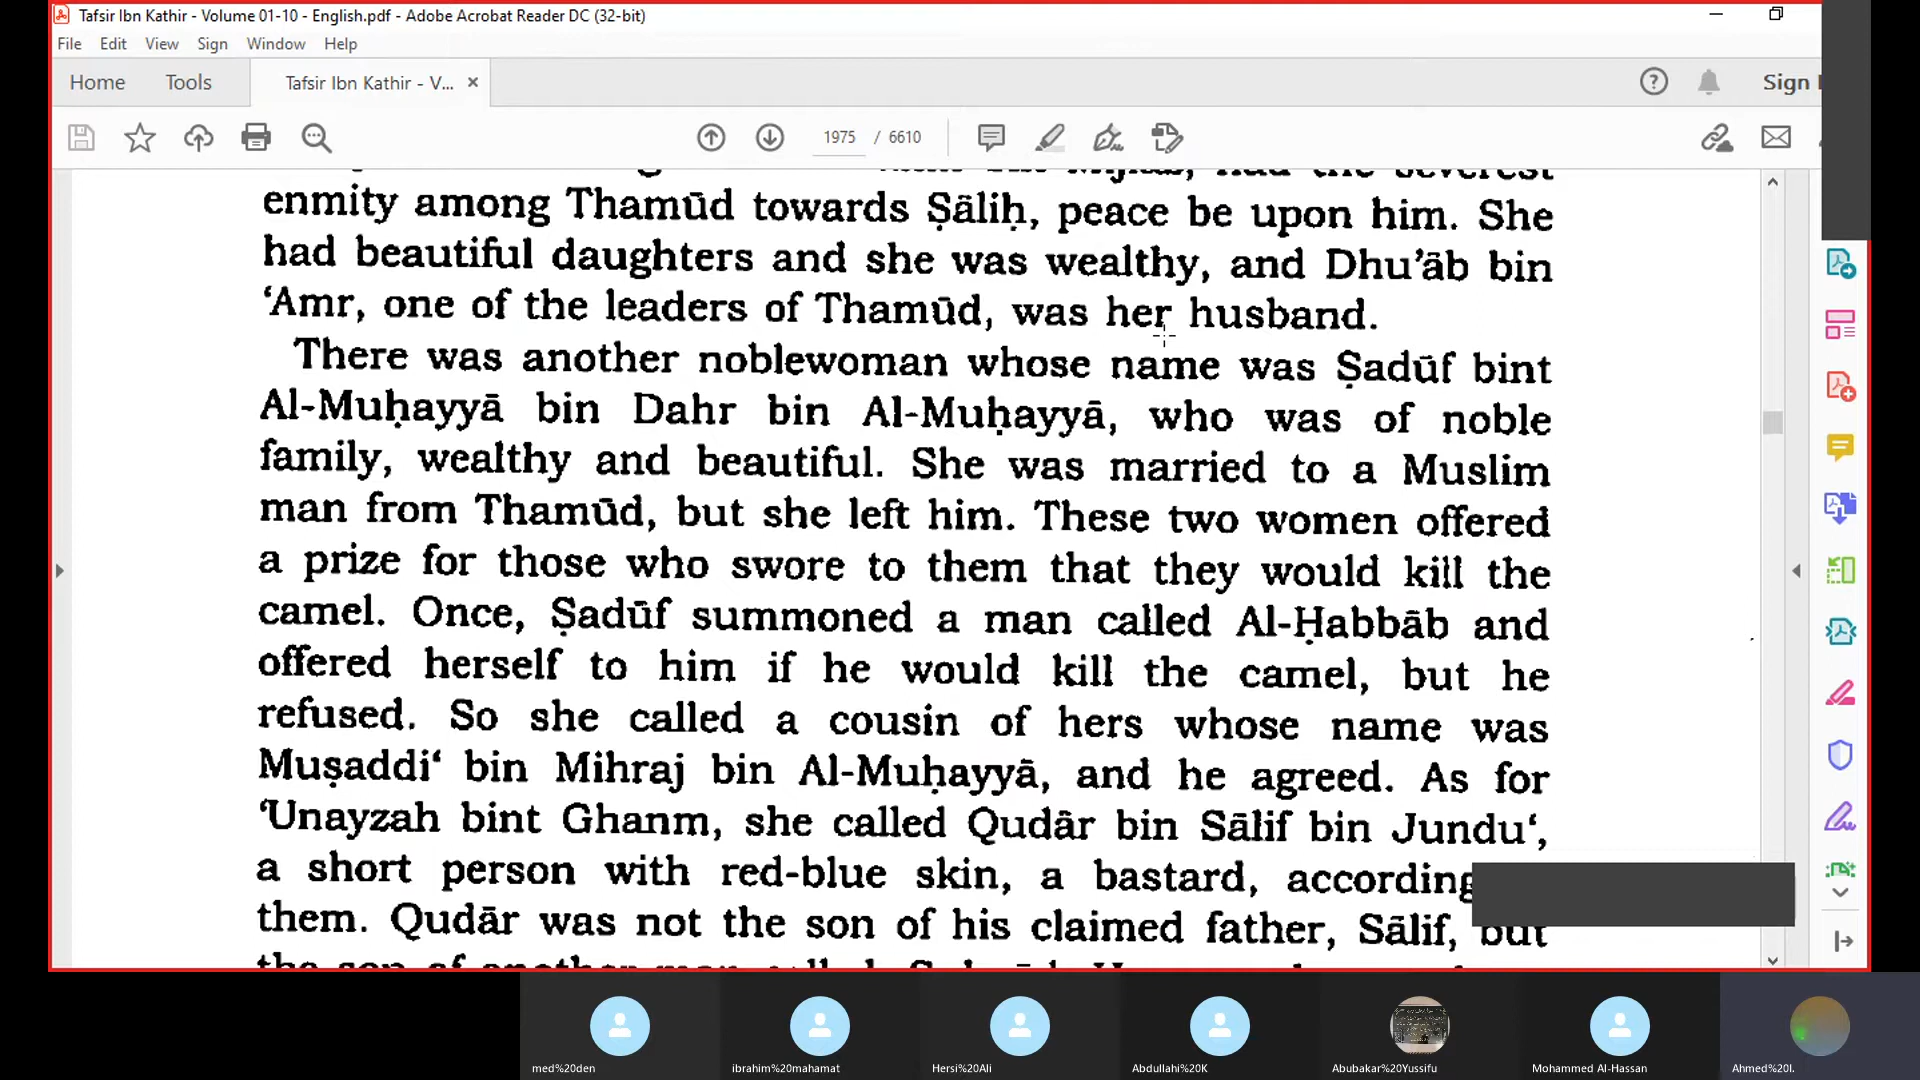 Tafsir Ibn Kathir - Volume 01-10 - English.pdf - Adobe Acrobat Reader DC (32-bit)
File Edit View Sign Window Help
Home Tools Tafsir Ibn Kathir - V... × Sign
1975 / 6610
had the severest
enmity among Thamūd towards Ṣāliḥ, peace be upon him. She
had beautiful daughters and she was wealthy, and Dhu’āb bin
‘Amr, one of the leaders of Thamūd, was her husband.
There was another noblewoman whose name was Ṣadūf bint
Al-Muḥayyā bin Dahr bin Al-Muḥayyā, who was of noble
family, wealthy and beautiful. She was married to a Muslim
man from Thamūd, but she left him. These two women offered
a prize for those who swore to them that they would kill the
camel. Once, Ṣadūf summoned a man called Al-Ḥabbāb and
offered herself to him if he would kill the camel, but he
refused. So she called a cousin of hers whose name was
Muṣaddi‘ bin Mihraj bin Al-Muḥayyā, and he agreed. As for
‘Unayzah bint Ghanm, she called Qudâr bin Sālif bin Jundu‘,
a short person with red-blue skin, a bastard, according
them. Qudār was not the son of his claimed father, Sālif, but
the son of another man called
med%20den ibrahim%20mahamat Hersi%20Ali Abdullahi%20K Abubakar%20Yussifu Mohammed Al-Hassan Ahmed%20I.